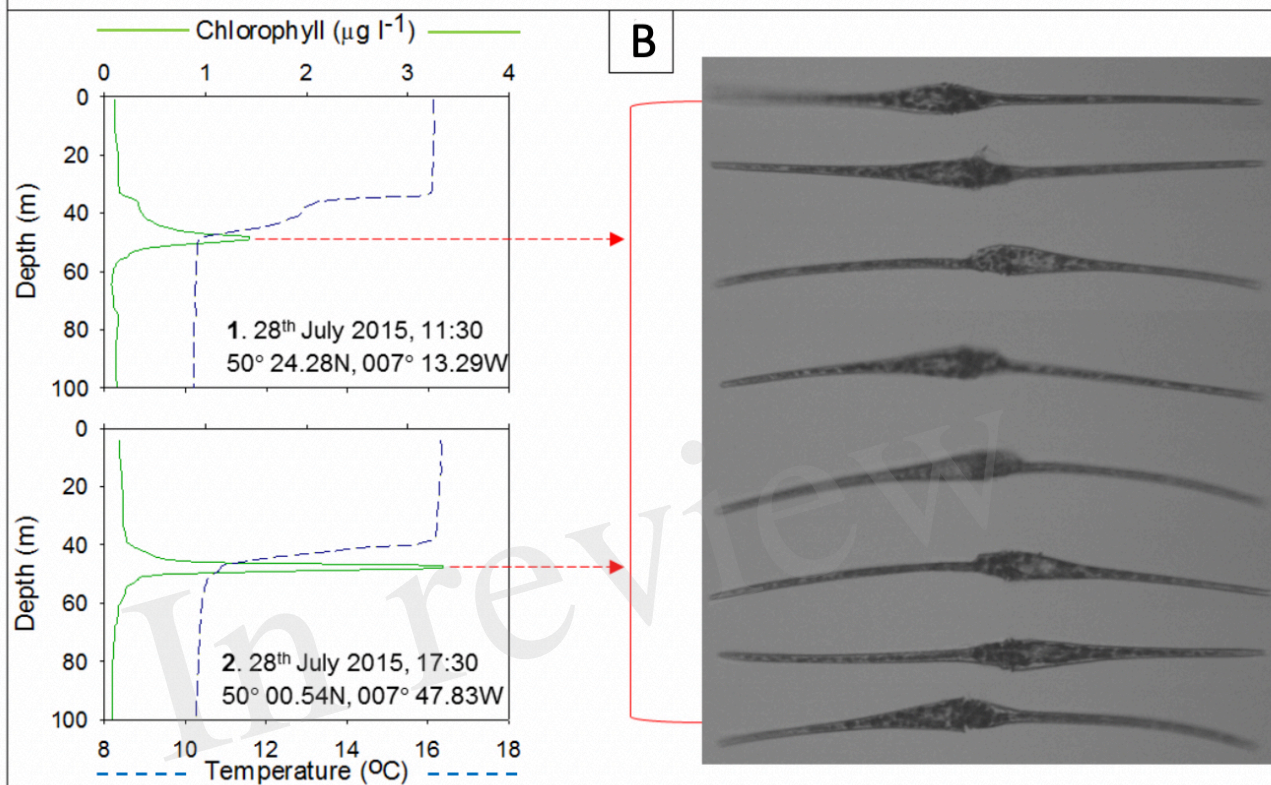 Chlorophyll (µg l-1)
B
0 1 2 3 4
0
20
40
60
80
100
Depth (m)
1. 28th July 2015, 11:30
50° 24.28N, 007° 13.29W
0
20
40
60
80
100
Depth (m)
2. 28th July 2015, 17:30
50° 00.54N, 007° 47.83W
8 10 12 14 16 18
Temperature (OC)
In review